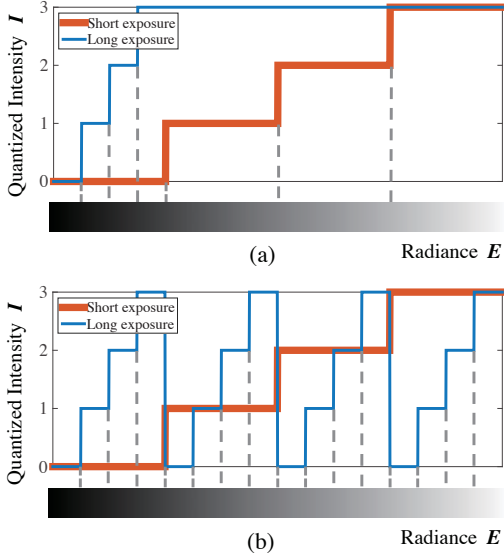 3
Short exposure
Long exposure
2
1
0
Quantized Intensity I
(a)
Radiance E
3
Short exposure
Long exposure
2
1
0
Quantized Intensity I
(b)
Radiance E